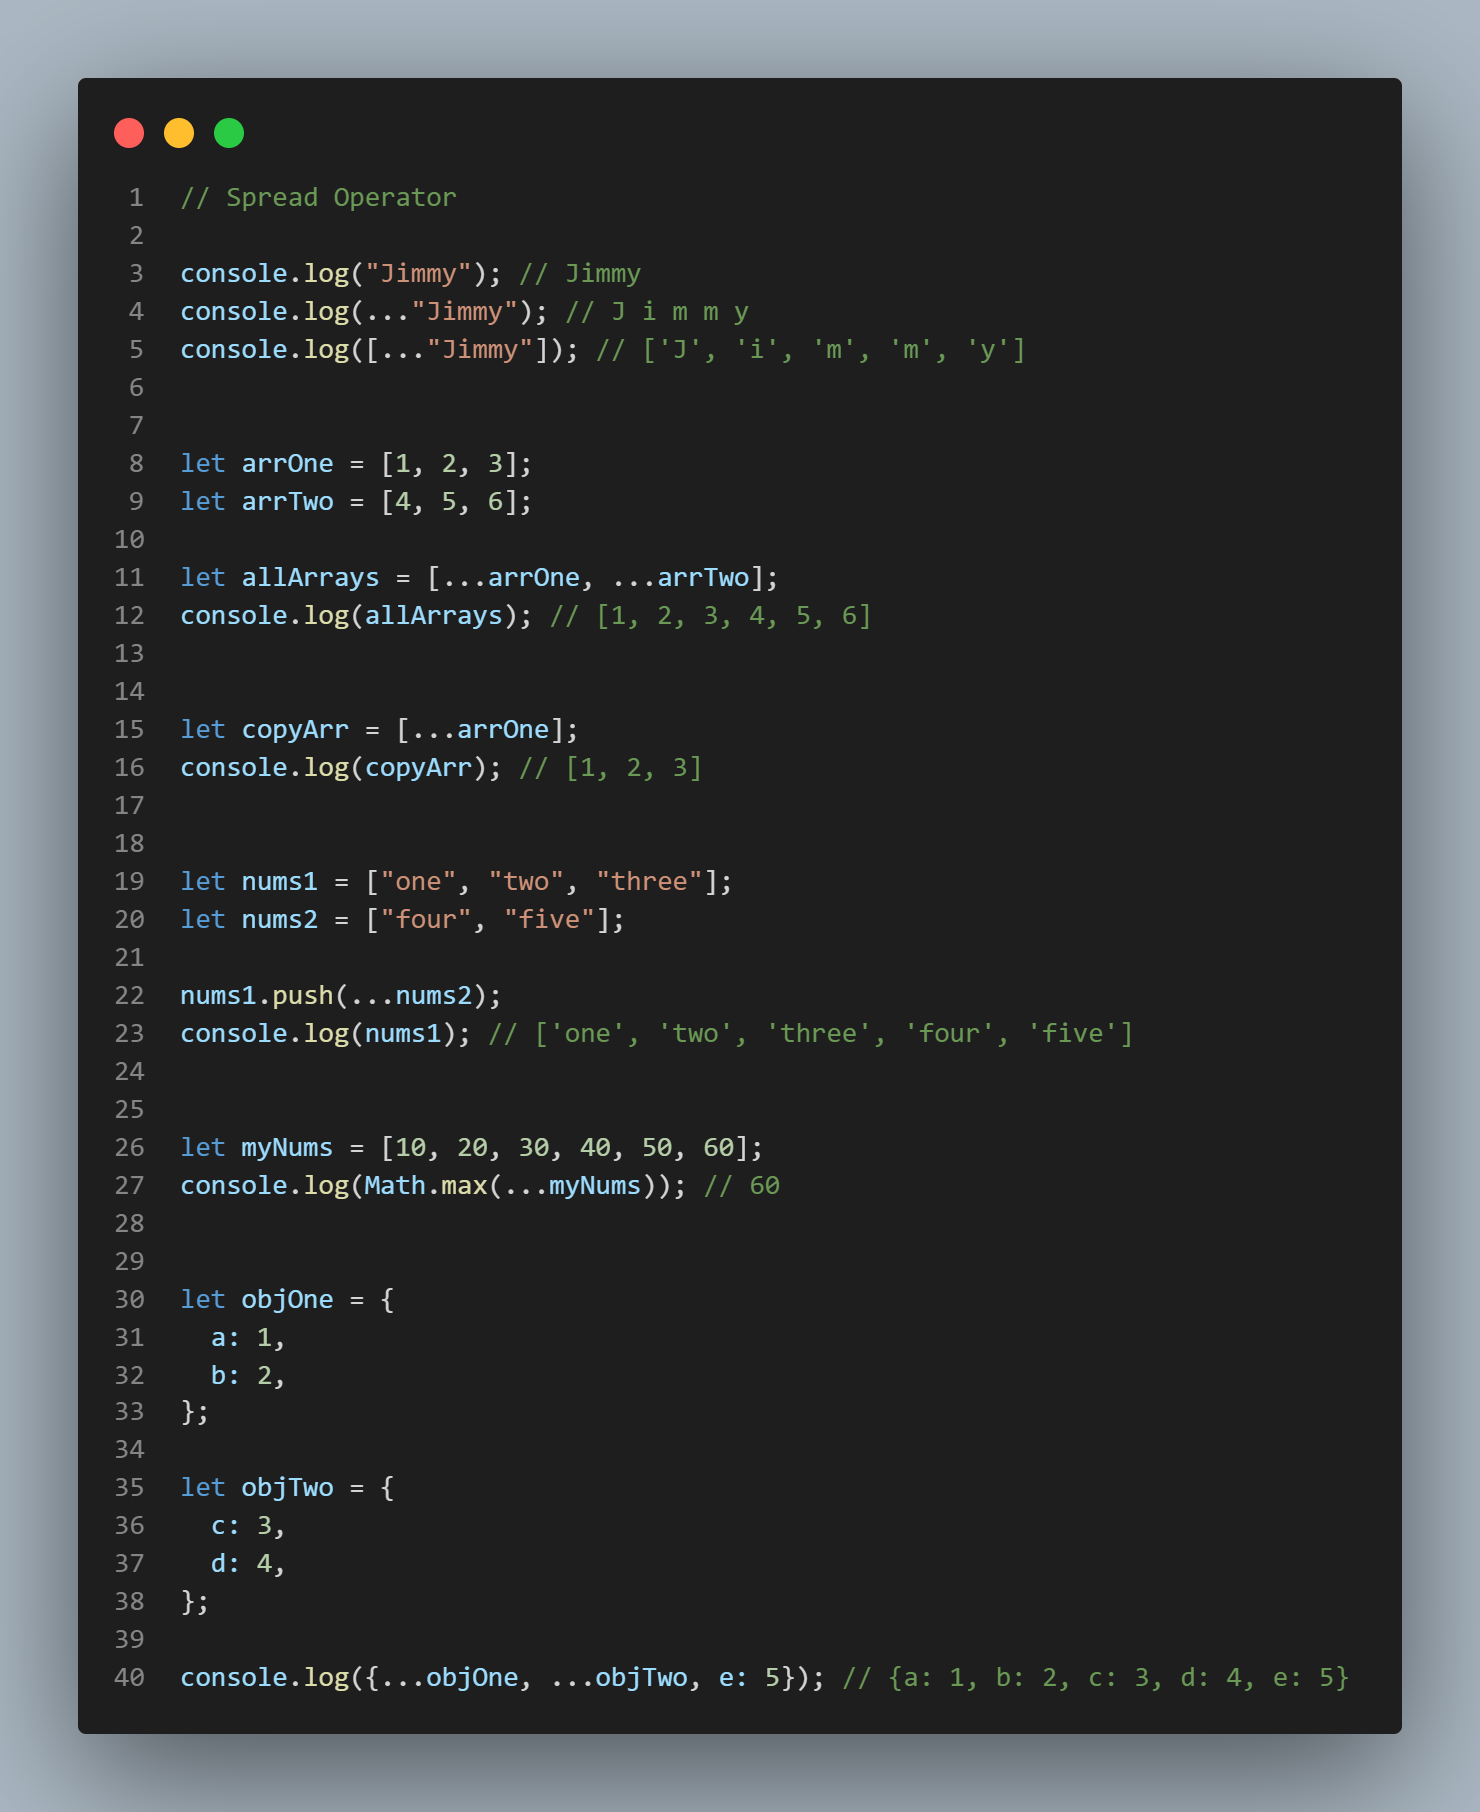 1 // Spread Operator
2
3 console.log("Jimmy"); // Jimmy
4 console.log(..."Jimmy"); // J i m m y
5 console.log([..."Jimmy"]); // ['J', 'i', 'm', 'm', 'y']
6
7
8 let arrOne = [1, 2, 3];
9 let arrTwo = [4, 5, 6];
10
11 let allArrays = [...arrOne, ...arrTwo];
12 console.log(allArrays); // [1, 2, 3, 4, 5, 6]
13
14
15 let copyArr = [...arrOne];
16 console.log(copyArr); // [1, 2, 3]
17
18
19 let nums1 = ["one", "two", "three"];
20 let nums2 = ["four", "five"];
21
22 nums1.push(...nums2);
23 console.log(nums1); // ['one', 'two', 'three', 'four', 'five']
24
25
26 let myNums = [10, 20, 30, 40, 50, 60];
27 console.log(Math.max(...myNums)); // 60
28
29
30 let objOne = {
31   a: 1,
32   b: 2,
33 };
34
35 let objTwo = {
36   c: 3,
37   d: 4,
38 };
39
40 console.log({...objOne, ...objTwo, e: 5}); // {a: 1, b: 2, c: 3, d: 4, e: 5}